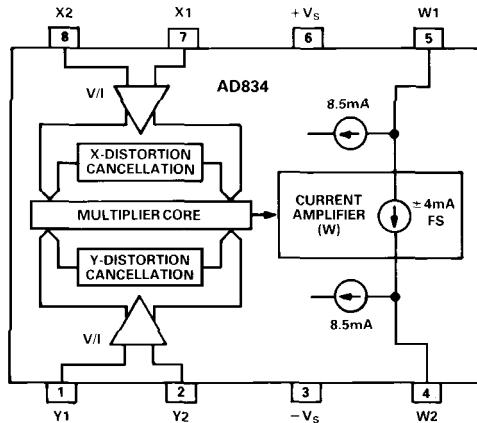 X2 X1 + VS W1
8 7 6 5
AD834
V/I
8.5mA
X-DISTORTION
CANCELLATION
MULTIPLIER CORE
CURRENT
AMPLIFIER
(W)
±4mA
FS
Y-DISTORTION
CANCELLATION
8.5mA
V/I
1 2 3 4
Y1 Y2 −VS W2